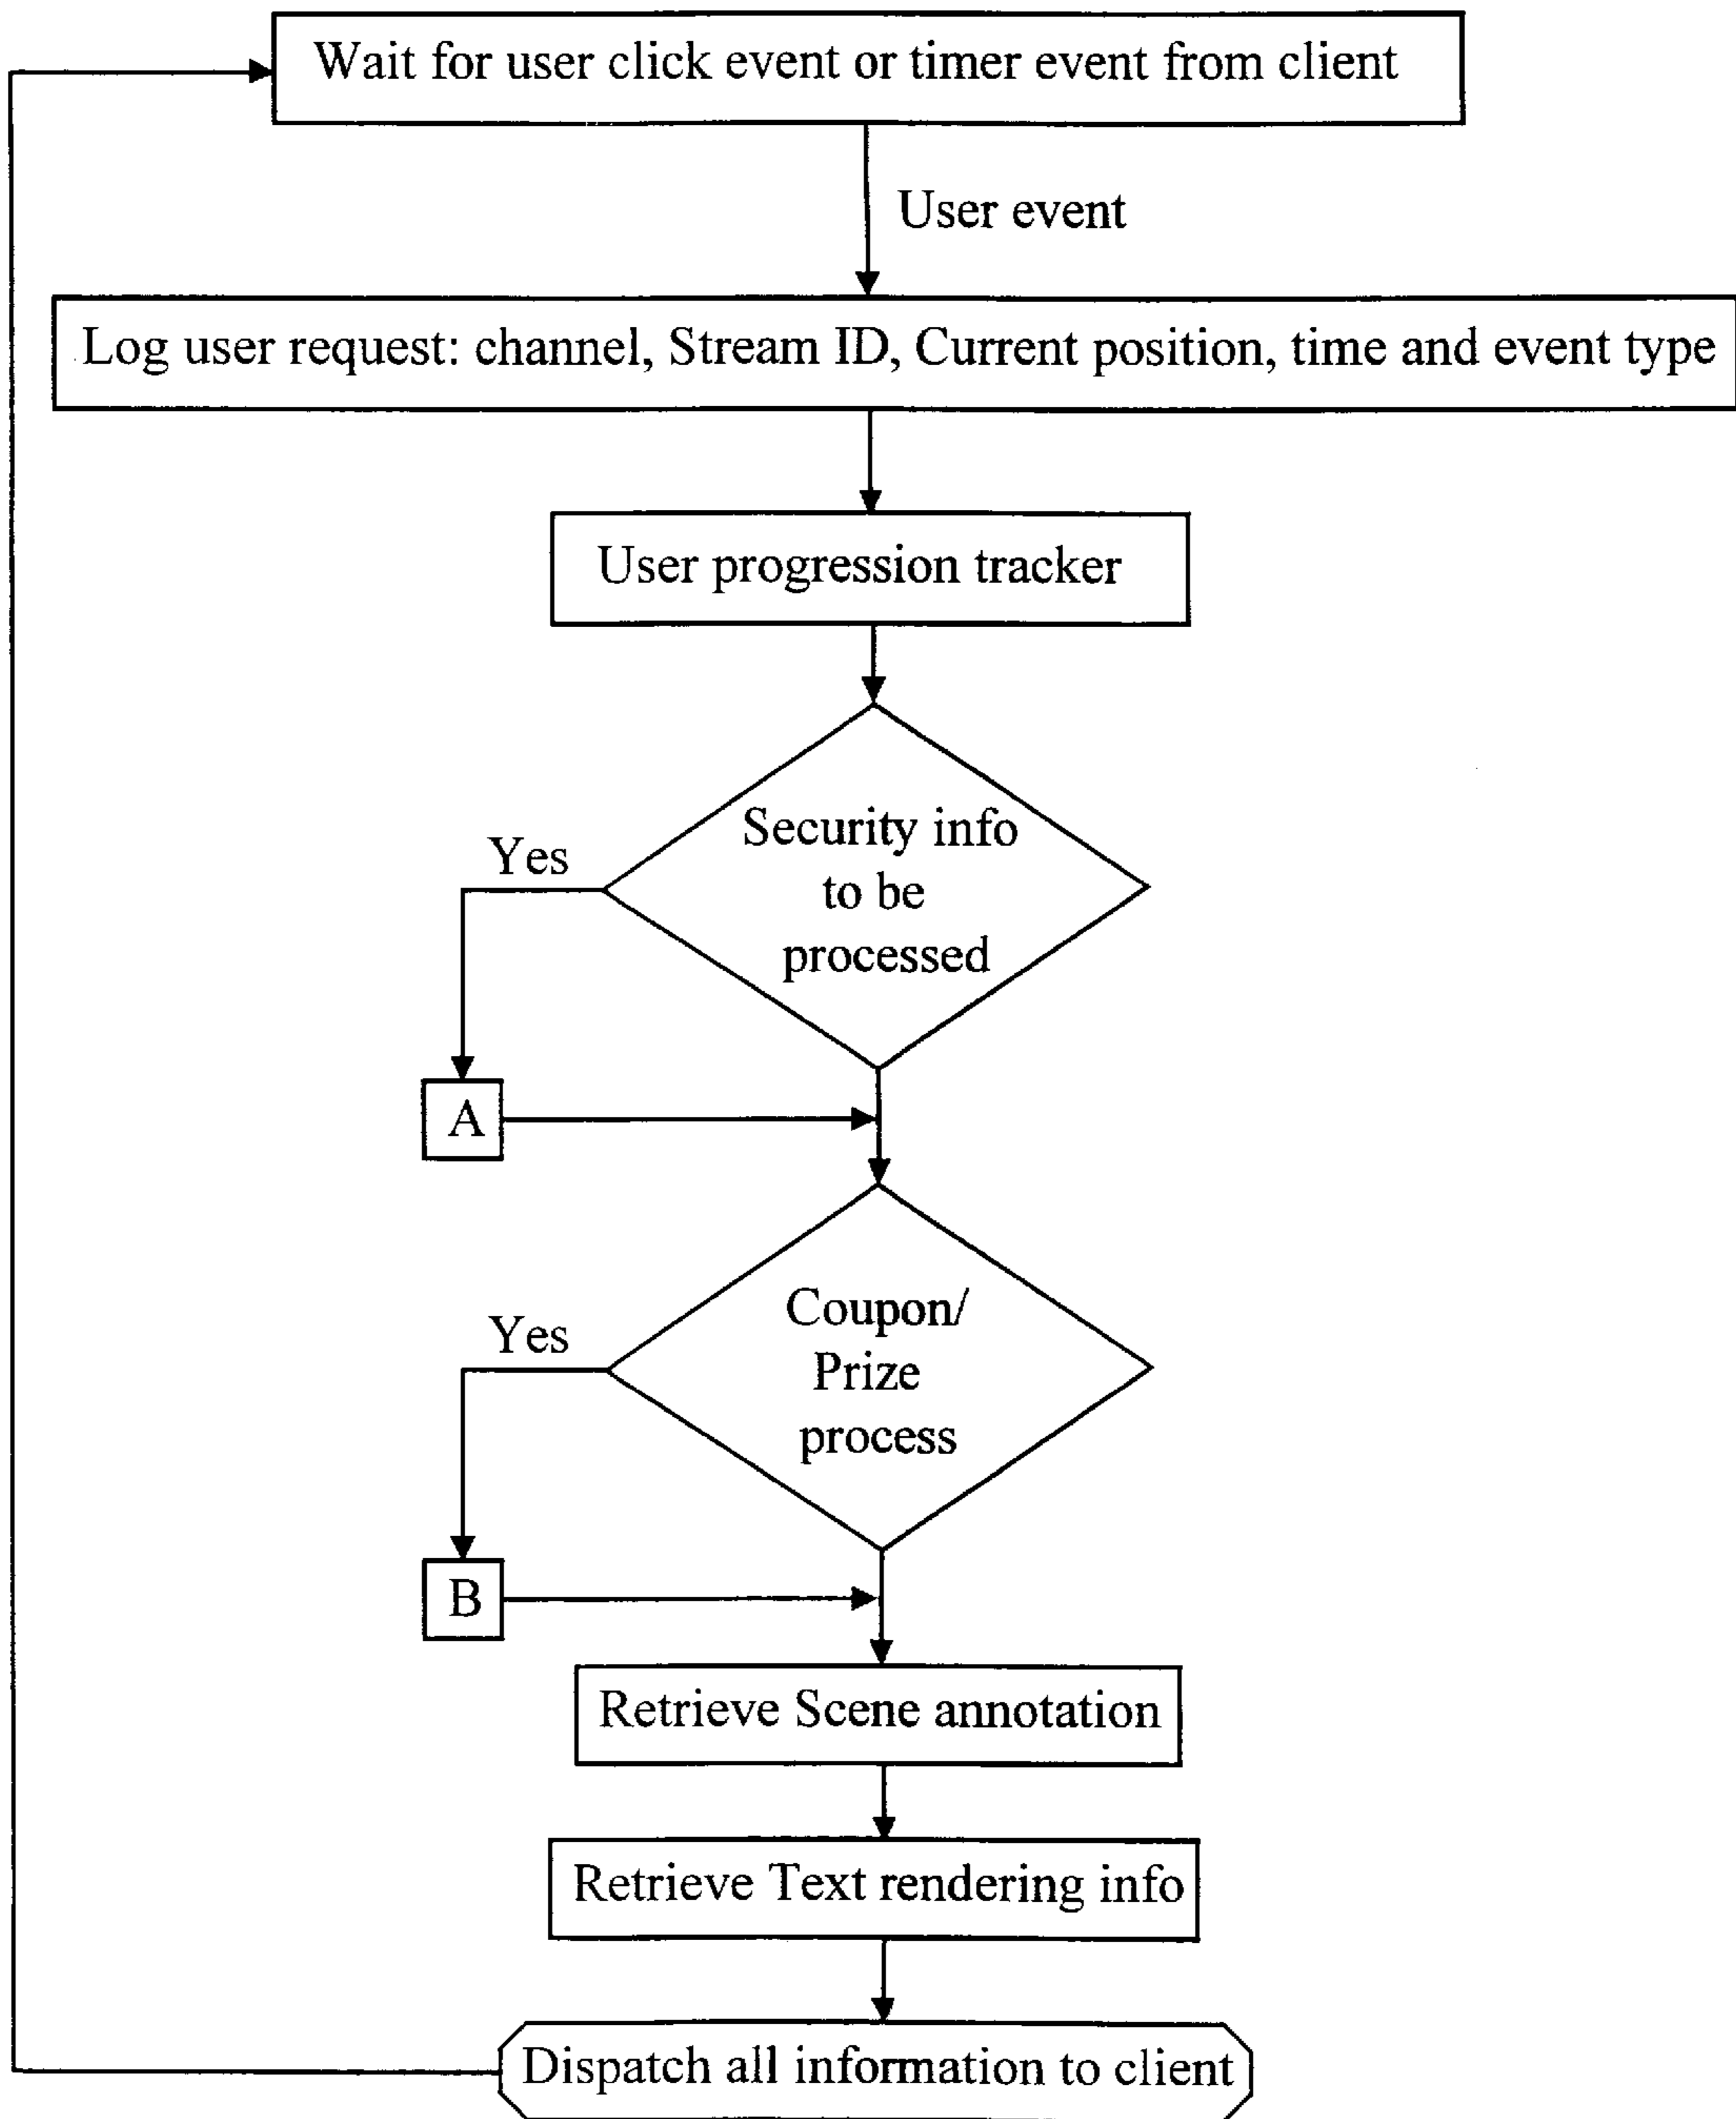 Wait for user click event or timer event from client
User event
Log user request: channel, Stream ID, Current position, time and event type
User progression tracker
Security info
to be
processed
Yes
A
Coupon/
Prize
process
Yes
B
Retrieve Scene annotation
Retrieve Text rendering info
Dispatch all information to client